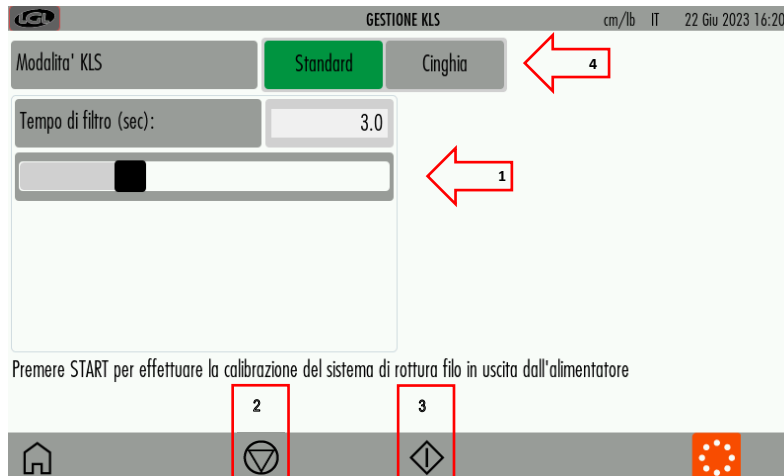 LGL
GESTIONE KLS
cm/lb IT 22 Giu 2023 16:20
Modalita' KLS
Standard
Cinghia
4
Tempo di filtro (sec):
3.0
1
Premere START per effettuare la calibrazione del sistema di rottura filo in uscita dall'alimentatore
2
3